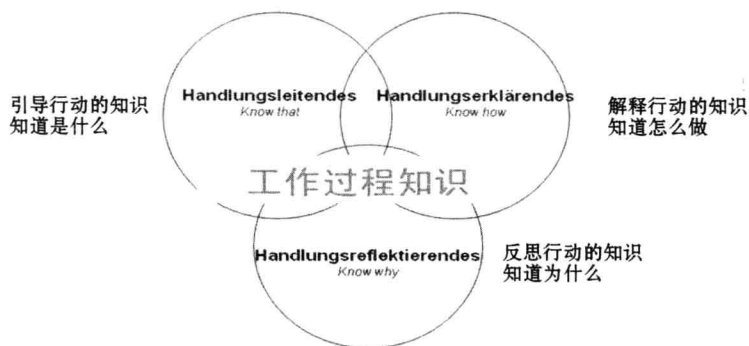 引导行动的知识
知道是什么
Handlungsleitendes
Know that
Handlungserklärendes
Know how
解释行动的知识
知道怎么做
工作过程知识
Handlungsreflektierendes
Know why
反思行动的知识
知道为什么